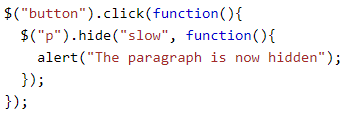 $("button").click(function(){
  $("p").hide("slow", function(){
    alert("The paragraph is now hidden");
  });
});